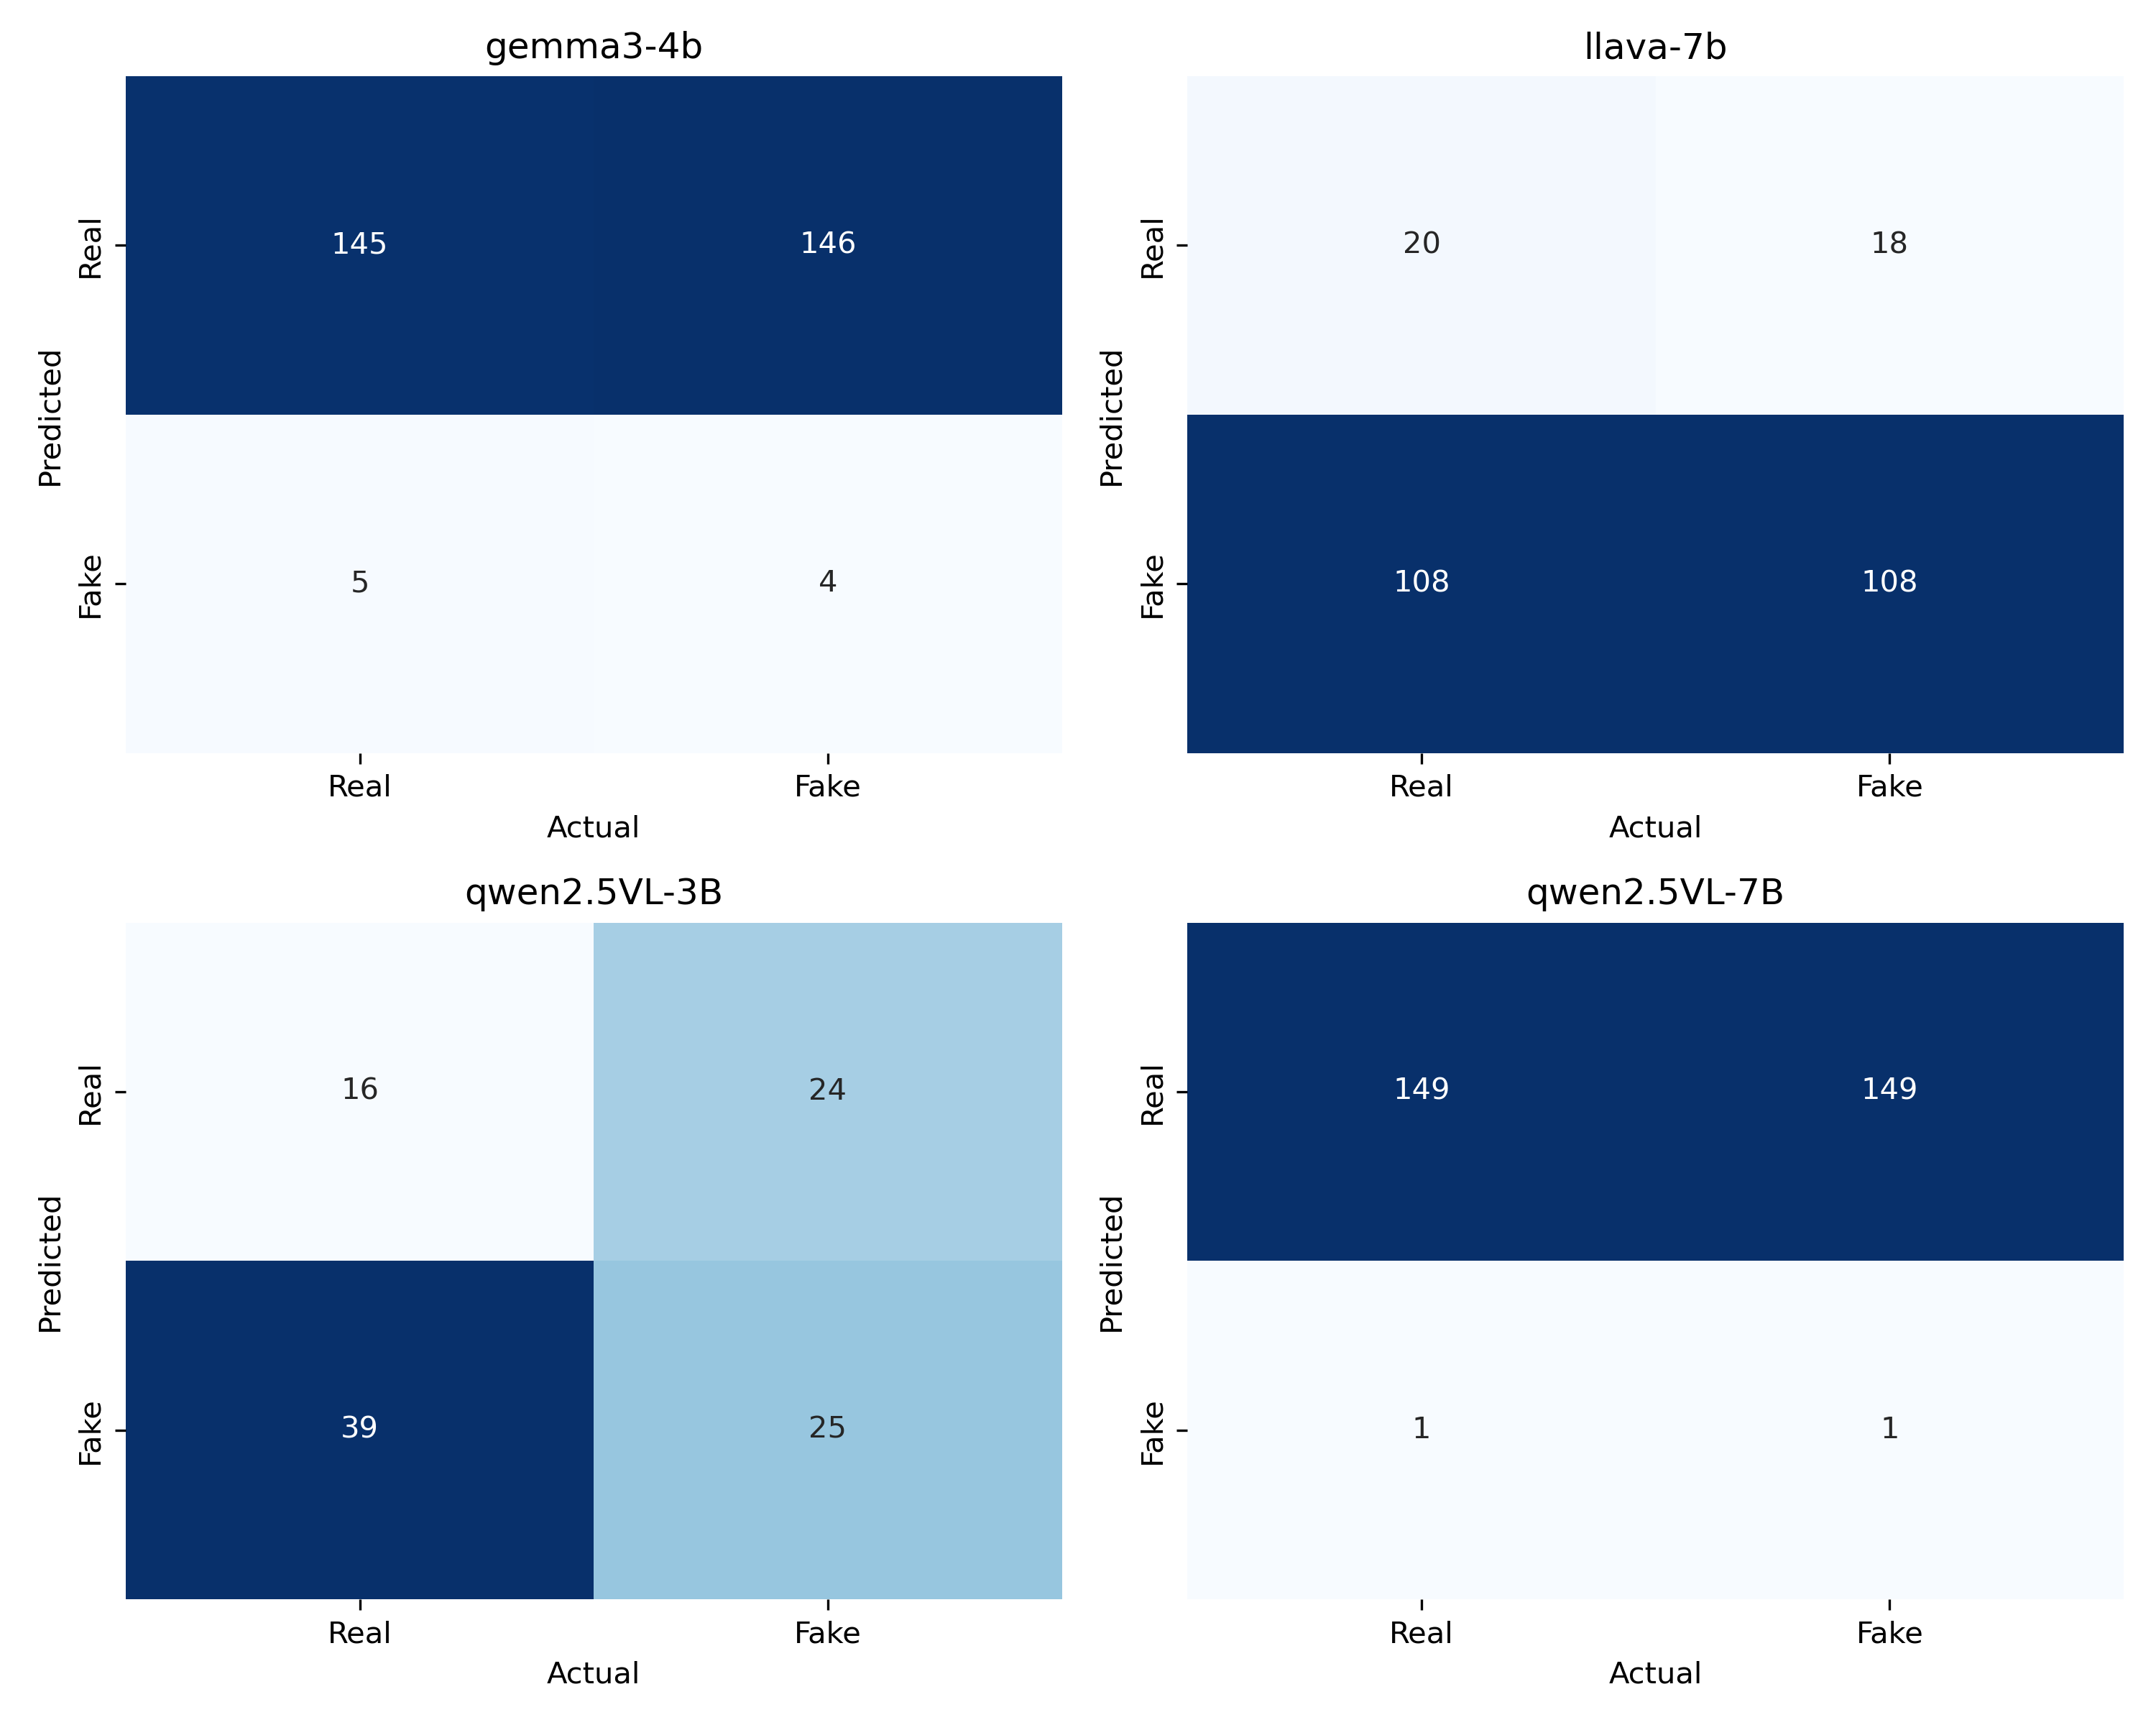 gemma3-4b
Predicted
Real
145
146
Fake
5
4
Real
Fake
Actual
llava-7b
Predicted
Real
20
18
Fake
108
108
Real
Fake
Actual
qwen2.5VL-3B
Predicted
Real
16
24
Fake
39
25
Real
Fake
Actual
qwen2.5VL-7B
Predicted
Real
149
149
Fake
1
1
Real
Fake
Actual